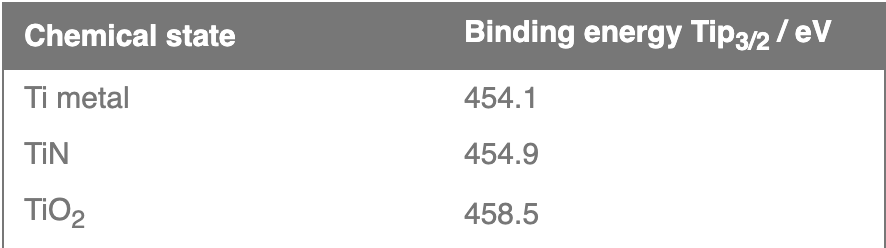 Chemical state Binding energy Tip3/2 / eV
Ti metal 454.1
TiN 454.9
TiO2 458.5